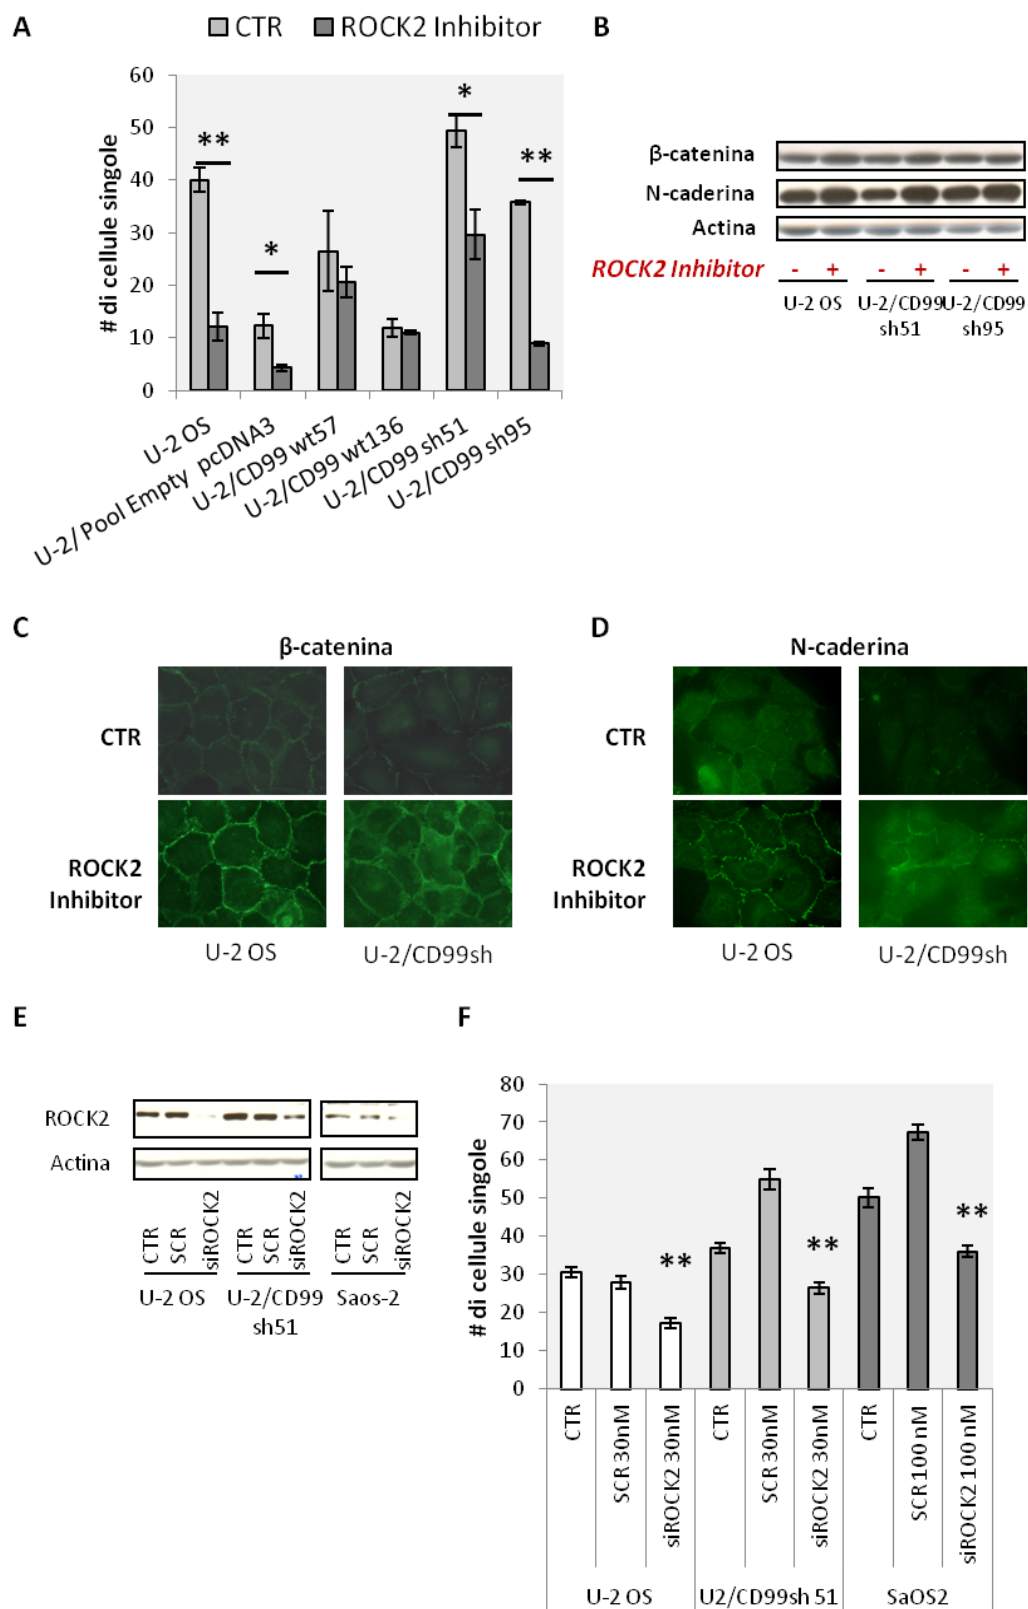 A
CTR ROCK2 Inhibitor
# di cellule singole
60
50
40
30
20
10
0
** * * **
U-2 OS
U-2/ Pool Empty pcDNA3
U-2/CD99 wt57
U-2/CD99 wt136
U-2/CD99 sh51
U-2/CD99 sh95
B
β-catenina
N-caderina
Actina
ROCK2 Inhibitor - + - + - +
U-2 OS U-2/CD99 U-2/CD99
sh51 sh95
C
β-catenina
CTR
ROCK2
Inhibitor
U-2 OS U-2/CD99sh
D
N-caderina
CTR
ROCK2
Inhibitor
U-2 OS U-2/CD99sh
E
ROCK2
Actina
CTR SCR siROCK2 CTR SCR siROCK2 CTR SCR siROCK2
U-2 OS U-2/CD99 Saos-2
sh51
F
# di cellule singole
80
70
60
50
40
30
20
10
0
** ** **
CTR
SCR 30nM
siROCK2 30nM
CTR
SCR 30nM
siROCK2 30nM
CTR
SCR 100 nM
siROCK2 100 nM
U-2 OS U2/CD99sh 51 SaOS2